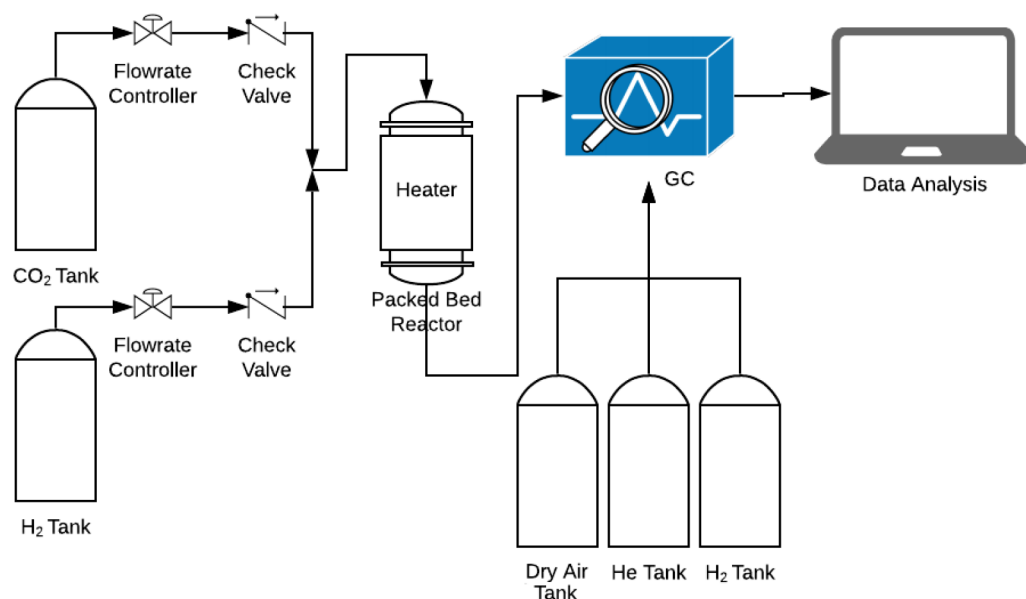 Flowrate
Controller
Check
Valve
CO₂ Tank
Heater
Packed Bed
Reactor
GC
Data Analysis
Flowrate
Controller
Check
Valve
H₂ Tank
Dry Air
Tank
He Tank
H₂ Tank